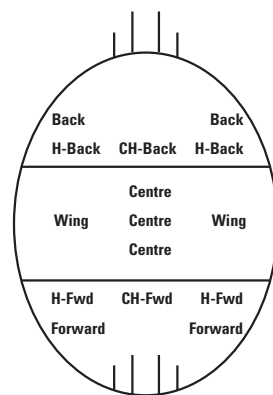 Back Back
H-Back CH-Back H-Back
Centre
Wing Centre Wing
Centre
H-Fwd CH-Fwd H-Fwd
Forward Forward